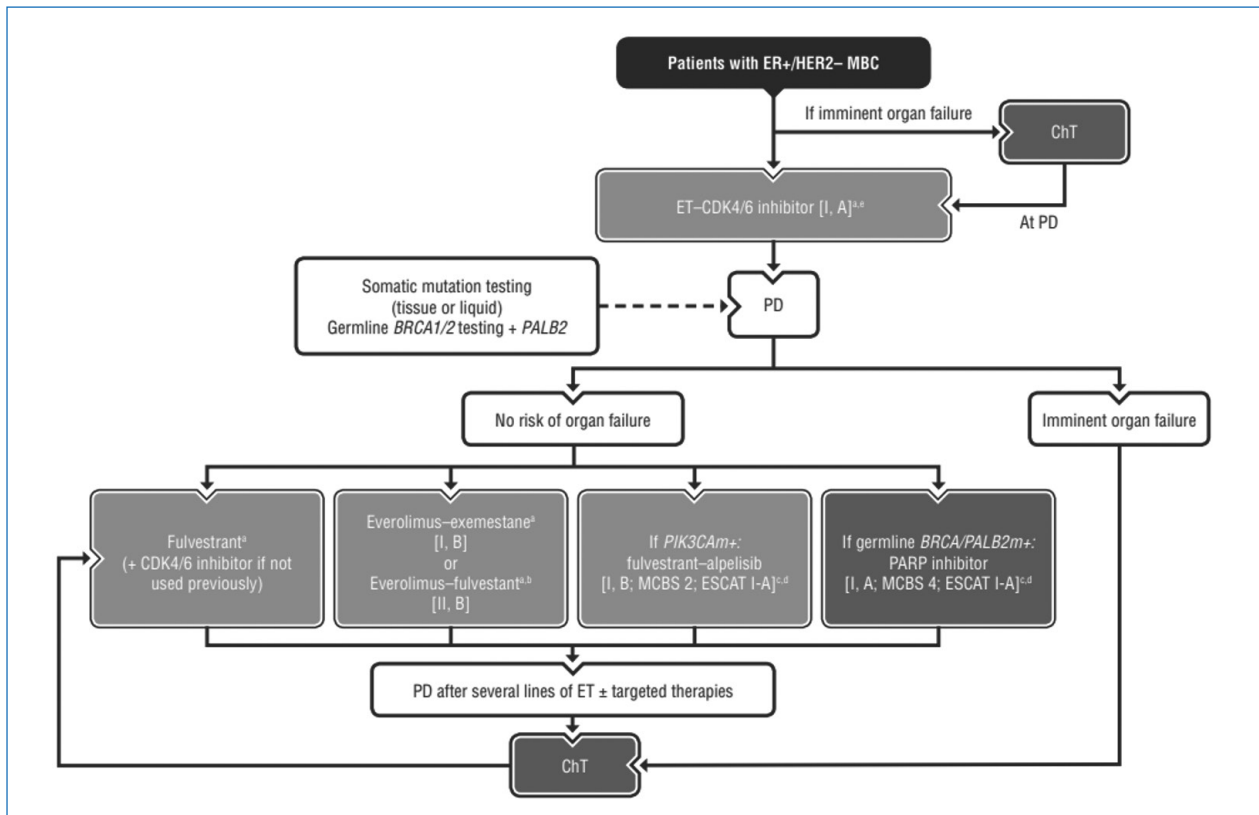 Patients with ER+/HER2– MBC
If imminent organ failure
ChT
ET–CDK4/6 inhibitor [I, A]a,e
At PD
Somatic mutation testing
(tissue or liquid)
Germline BRCA1/2 testing + PALB2
PD
No risk of organ failure
Imminent organ failure
Fulvestranta
(+ CDK4/6 inhibitor if not
used previously)
Everolimus–exemestanea
[I, B]
or
Everolimus–fulvestanta,b
[II, B]
If PIK3CAm+:
fulvestrant–alpelisib
[I, B; MCBS 2; ESCAT I-A]c,d
If germline BRCA/PALB2m+:
PARP inhibitor
[I, A; MCBS 4; ESCAT I-A]c,d
PD after several lines of ET ± targeted therapies
ChT